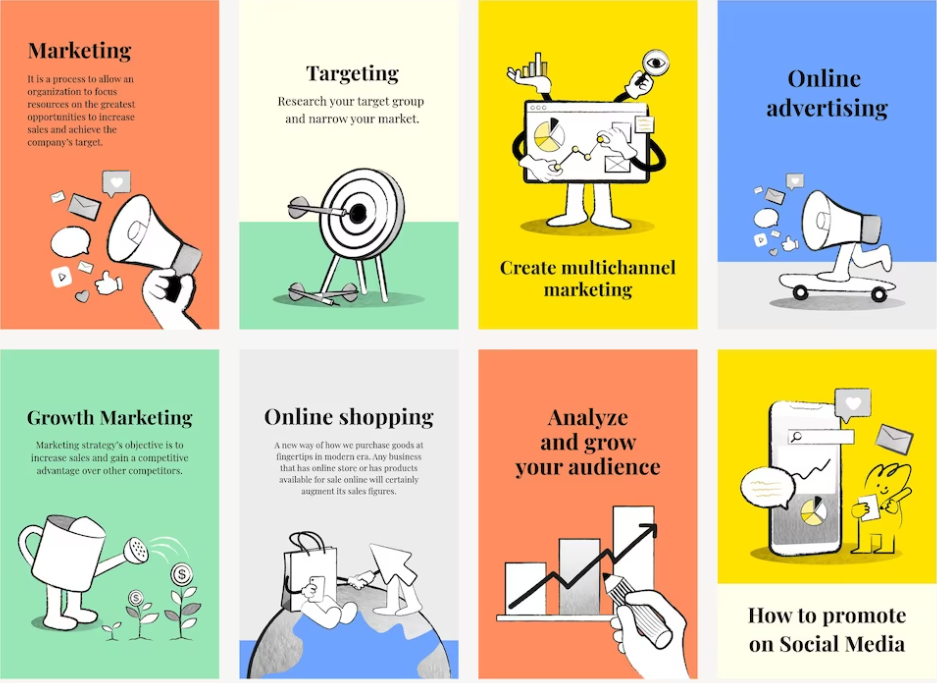 Marketing
It is a process to allow an
organization to focus
resources on the greatest
opportunities to increase
sales and achieve the
company's target.
Targeting
Research your target group
and narrow your market.
Create multichannel
marketing
Online
advertising
Growth Marketing
Marketing strategy's objective is to
increase sales and gain a competitive
advantage over other competitors.
$
$
Online shopping
A new way of how we purchase goods at
fingertips in modern era. Any business
that has online store or has products
available for sale online will certainly
augment its sales figures.
Analyze
and grow
your audience
How to promote
on Social Media